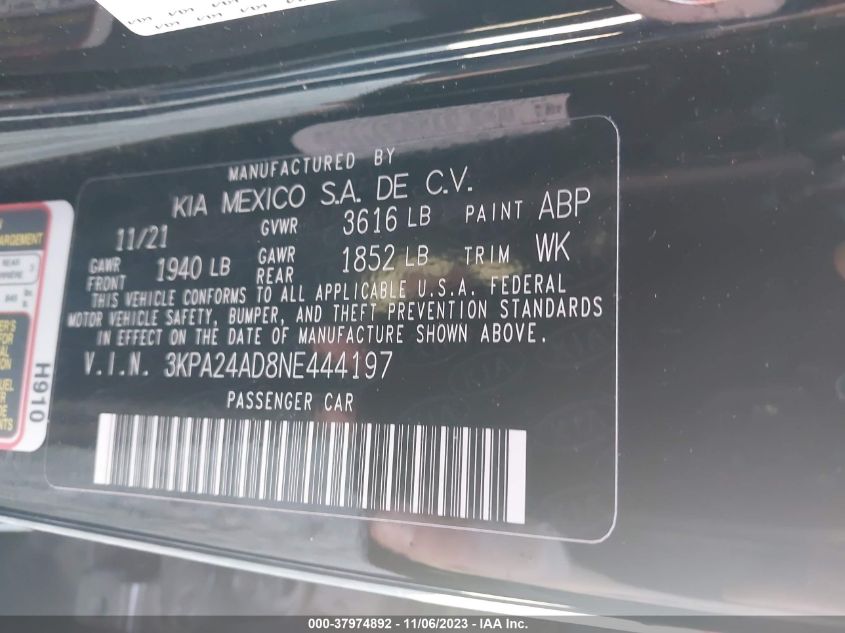 MANUFACTURED BY
KIA MEXICO S.A. DE C.V.
11/21 GVWR 3616 LB PAINT ABP
GAWR FRONT 1940 LB GAWR REAR 1852 LB TRIM WK
THIS VEHICLE CONFORMS TO ALL APPLICABLE U.S.A. FEDERAL
MOTOR VEHICLE SAFETY, BUMPER, AND THEFT PREVENTION STANDARDS
IN EFFECT ON THE DATE OF MANUFACTURE SHOWN ABOVE.
V.I.N. 3KPA24AD8NE444197
PASSENGER CAR
REAR
H910
000-37974892 - 11/06/2023 - IAA Inc.